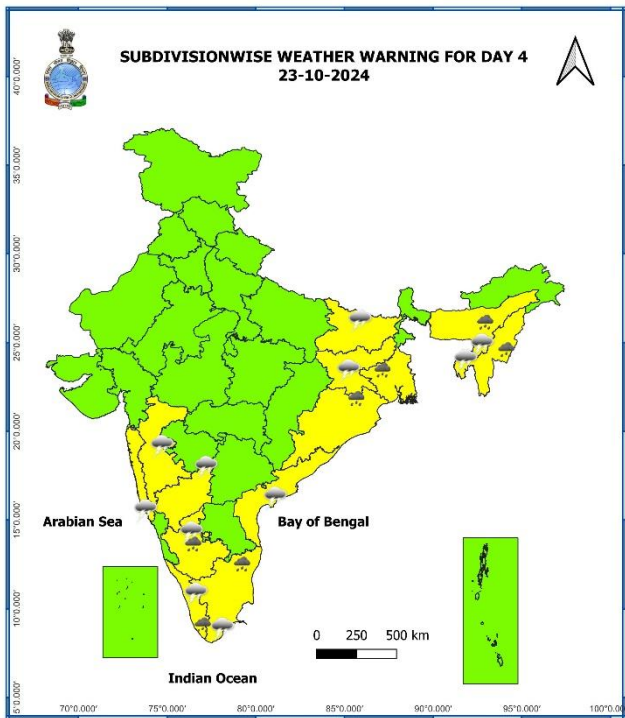 SUBDIVISIONWISE WEATHER WARNING FOR DAY 4
23-10-2024
40°0.000'
35°0.000'
30°0.000'
25°0.000'
20°0.000'
15°0.000'
10°0.000'
5°0.000'
Arabian Sea
Bay of Bengal
0 250 500 km
Indian Ocean
70°0.000' 75°0.000' 80°0.000' 85°0.000' 90°0.000' 95°0.000' 100°0.0